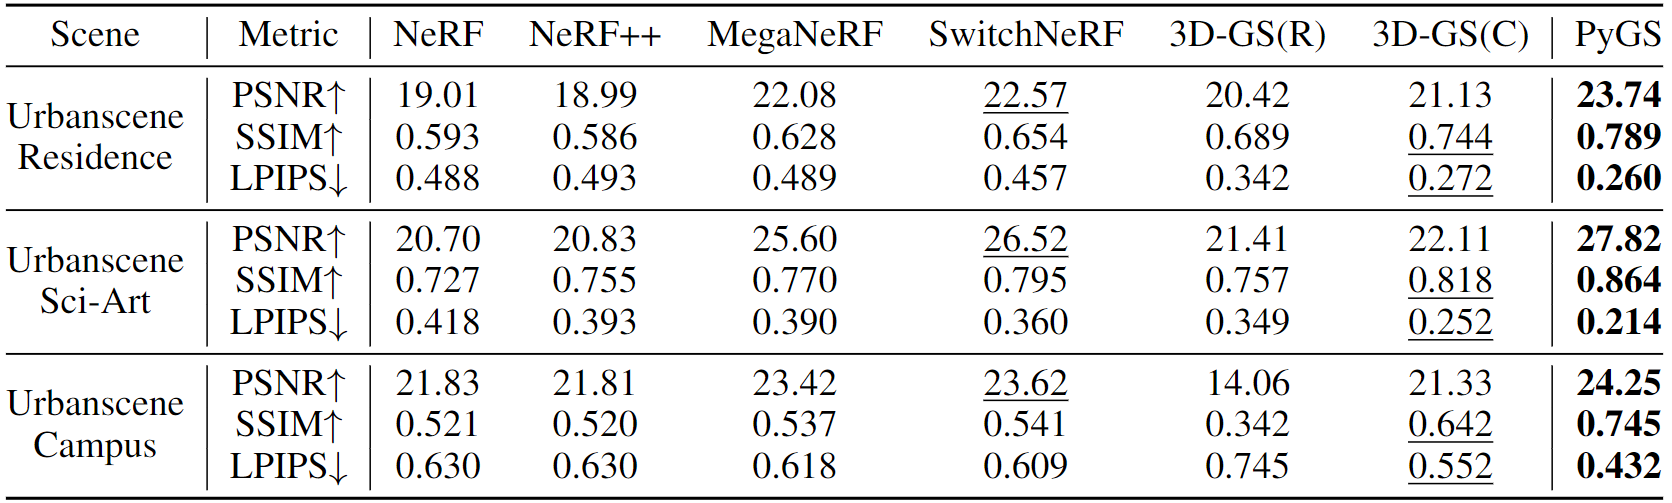 Scene Metric NeRF NeRF++ MegaNeRF SwitchNeRF 3D-GS(R) 3D-GS(C) PyGS
Urbanscene Residence
PSNR↑ 19.01 18.99 22.08 22.57 20.42 21.13 23.74
SSIM↑ 0.593 0.586 0.628 0.654 0.689 0.744 0.789
LPIPS↓ 0.488 0.493 0.489 0.457 0.342 0.272 0.260
Urbanscene Sci-Art
PSNR↑ 20.70 20.83 25.60 26.52 21.41 22.11 27.82
SSIM↑ 0.727 0.755 0.770 0.795 0.757 0.818 0.864
LPIPS↓ 0.418 0.393 0.390 0.360 0.349 0.252 0.214
Urbanscene Campus
PSNR↑ 21.83 21.81 23.42 23.62 14.06 21.33 24.25
SSIM↑ 0.521 0.520 0.537 0.541 0.342 0.642 0.745
LPIPS↓ 0.630 0.630 0.618 0.609 0.745 0.552 0.432